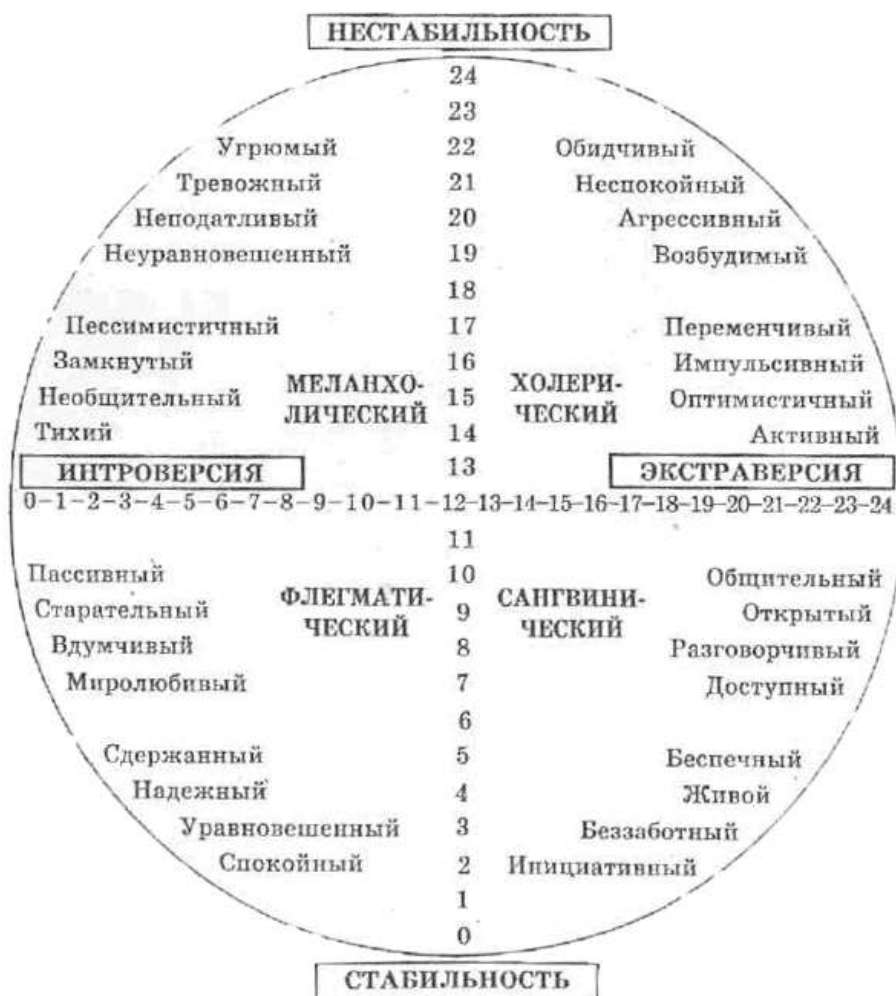 НЕСТАБИЛЬНОСТЬ
24
23
Угрюмый 22 Обидчивый
Тревожный 21 Неспокойный
Неподатливый 20 Агрессивный
Неуравновешенный 19 Возбудимый
18
Пессимистичный 17 Переменчивый
Замкнутый 16 Импульсивный
МЕЛАНХО- ХОЛЕРИ-
Необщительный 15 Оптимистичный
ЛИЧЕСКИЙ ЧЕСКИЙ
Тихий 14 Активный
ИНТРОВЕРСИЯ 13 ЭКСТРАВЕРСИЯ
0–1–2–3–4–5–6–7–8–9–10–11–12–13–14–15–16–17–18–19–20–21–22–23–24
11
Пассивный 10 Общительный
ФЛЕГМАТИ- САНГВИНИ-
Старательный 9 Открытый
ЧЕСКИЙ ЧЕСКИЙ
Вдумчивый 8 Разговорчивый
Миролюбивый 7 Доступный
6
Сдержанный 5 Беспечный
Надежный 4 Живой
Уравновешенный 3 Беззаботный
Спокойный 2 Инициативный
1
0
СТАБИЛЬНОСТЬ